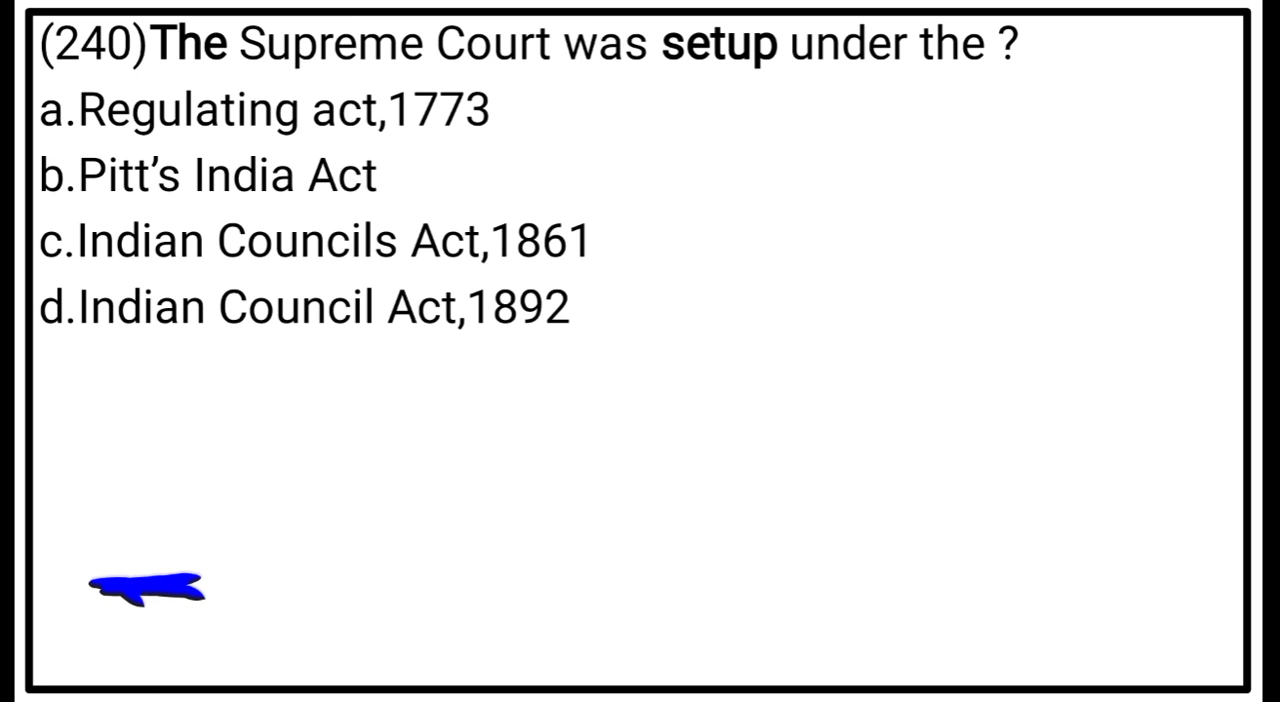 (240)The Supreme Court was setup under the ?
a.Regulating act,1773
b.Pitt’s India Act
c.Indian Councils Act,1861
d.Indian Council Act,1892